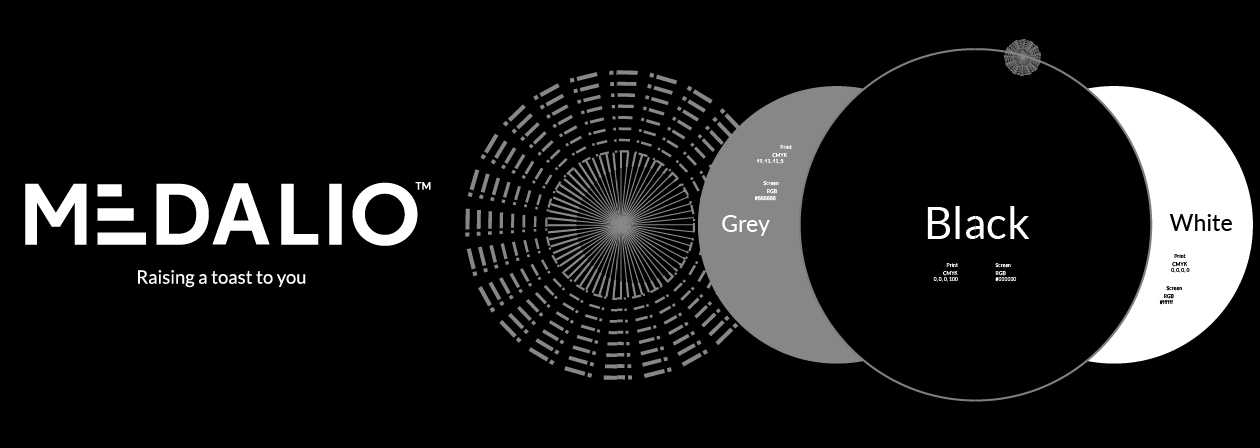 MEDALIO™
Raising a toast to you
Print
CMYK
49,41,41,5
Screen
RGB
#868686
Grey
Black
Print
CMYK
0,0,0,100
Screen
RGB
#000000
White
Print
CMYK
0,0,0,0
Screen
RGB
#ffffff